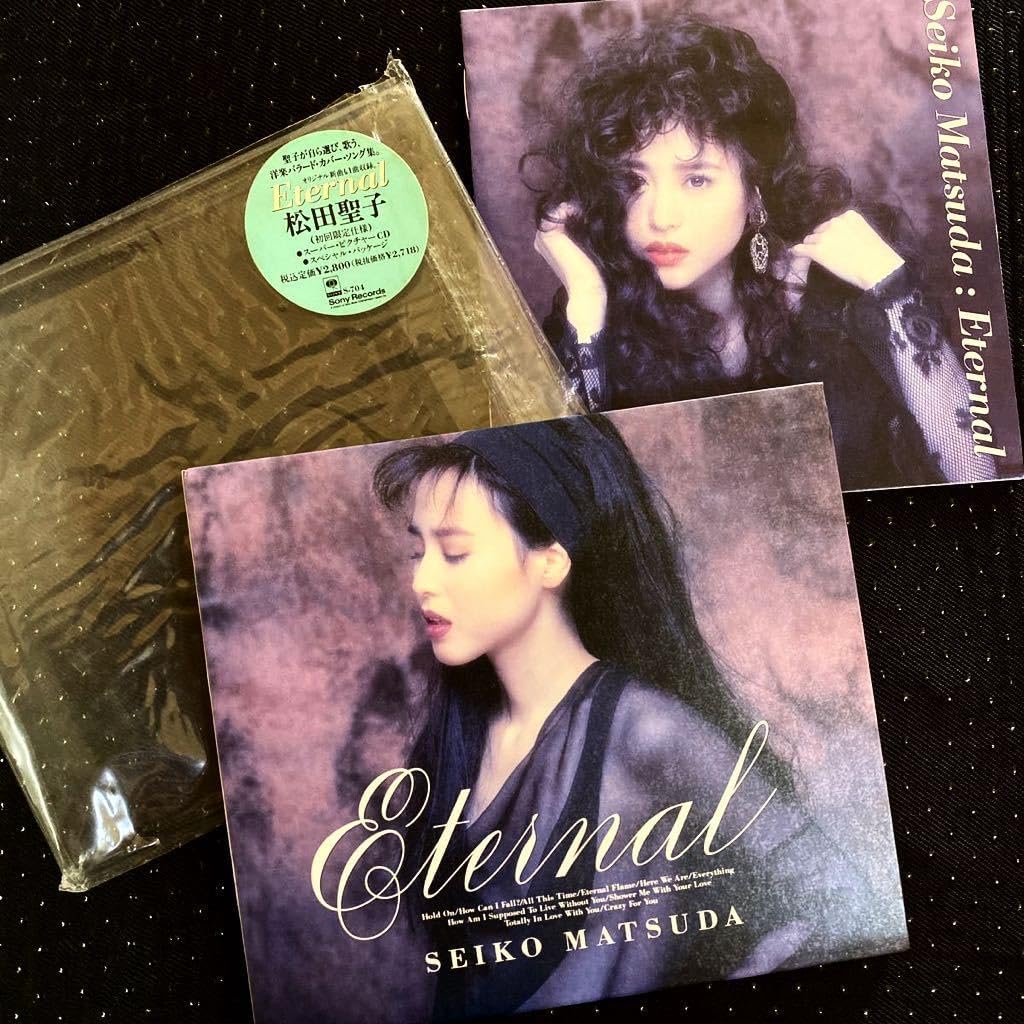 聖子が自ら選び、歌う、
洋楽バラード・カバー・ソング集。
オリジナル新曲も1曲収録。
Eternal
松田聖子
(初回限定仕様)
●スーパー・ピクチャーCD
●スペシャル・パッケージ
税込定価¥2,800(税抜価格¥2,718)
S-704
Sony Records
Seiko Matsuda : Eternal
Eternal
Hold On/How Can I Fall?/All This Time/Eternal Flame/Here We Are/Everything
How Am I Supposed To Live Without You/Shower Me With Your Love
Totally In Love With You/Crazy For You
SEIKO MATSUDA